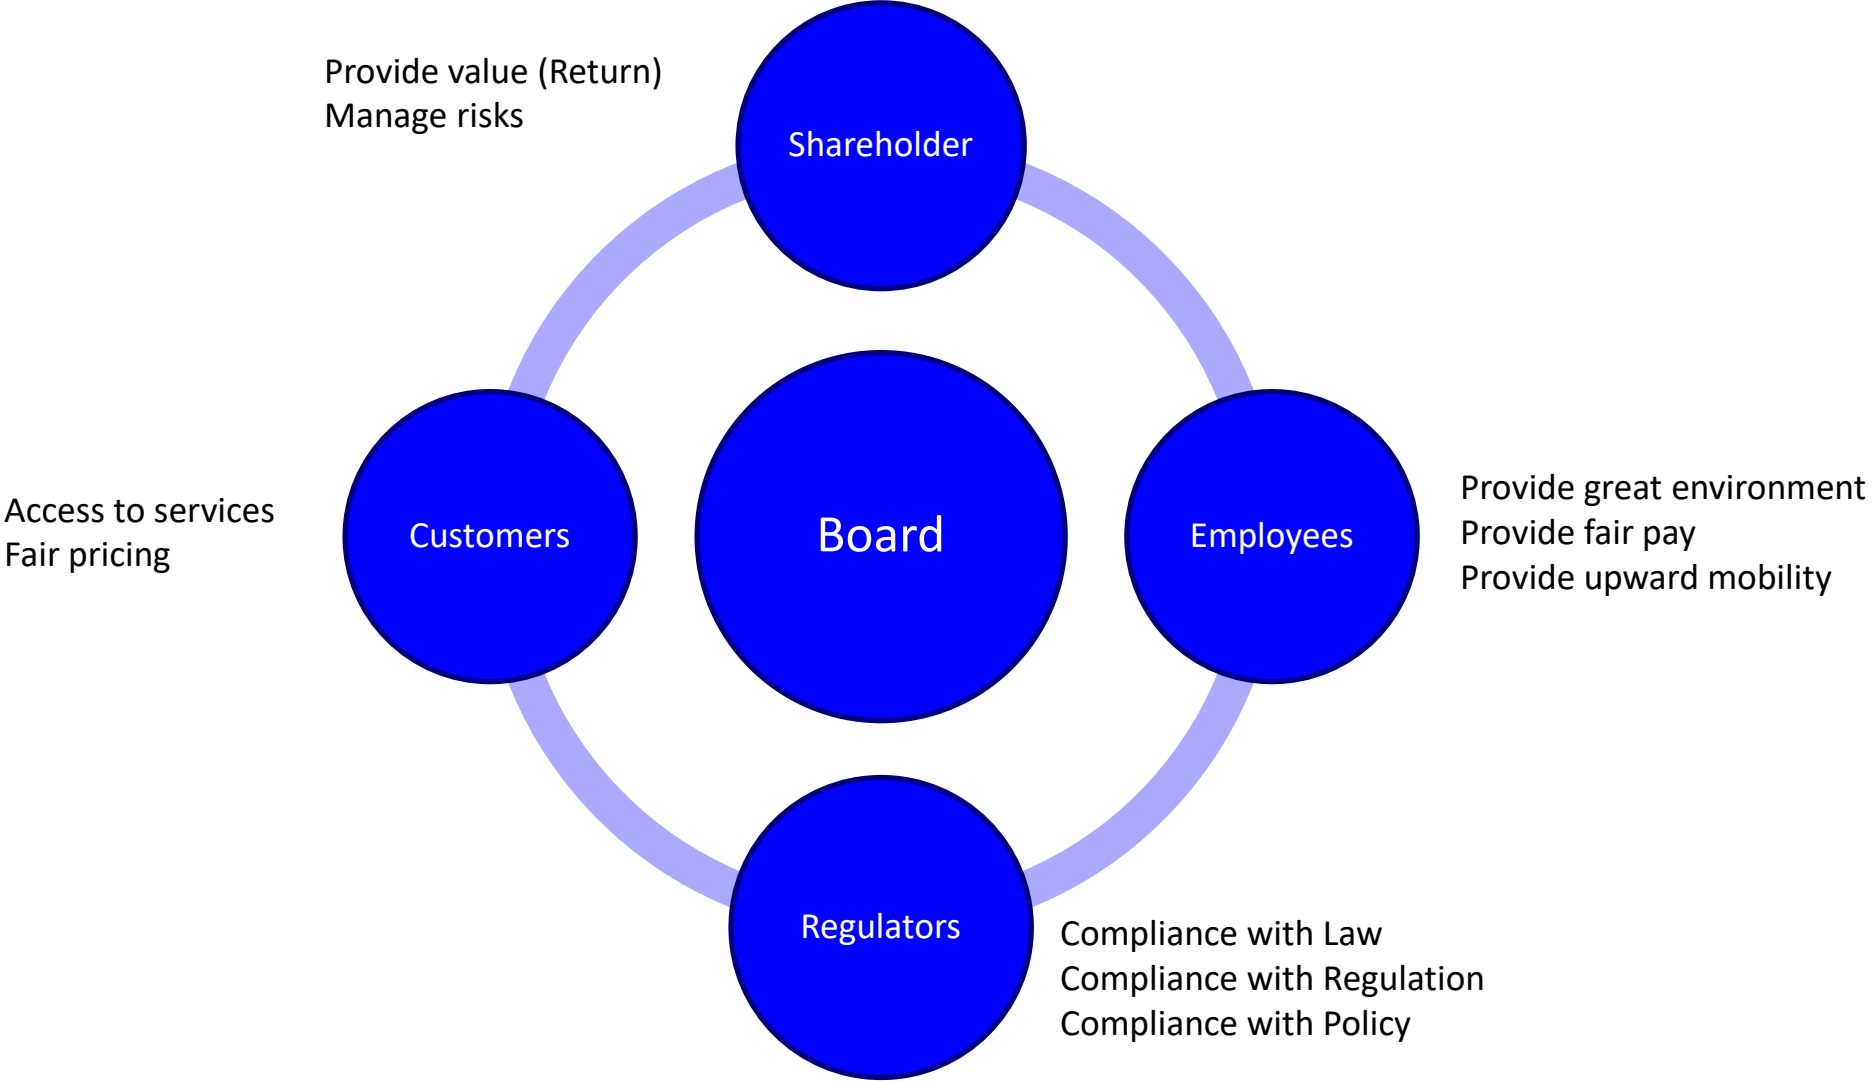 Provide value (Return)
Manage risks
Shareholder
Access to services
Fair pricing
Customers
Board
Employees
Provide great environment
Provide fair pay
Provide upward mobility
Regulators
Compliance with Law
Compliance with Regulation
Compliance with Policy